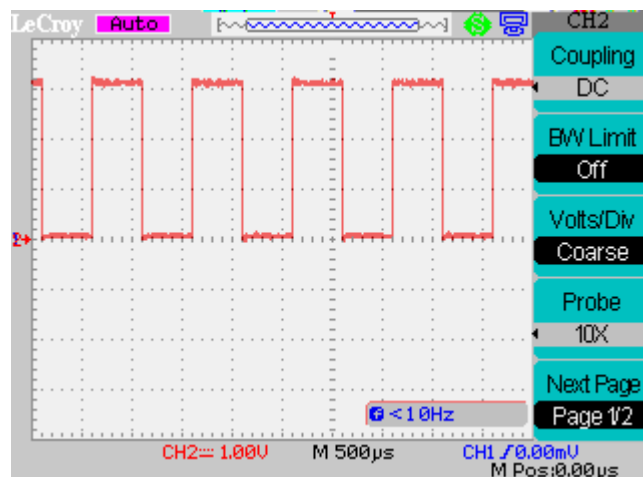 LeCroy Auto CH2
Coupling
DC
BW Limit
Off
Volts/Div
Coarse
Probe
10X
Next Page
Page 1/2
f <10Hz
CH2 1.00V M 500µs CH1 0.00mV
M Pos:0.00µs